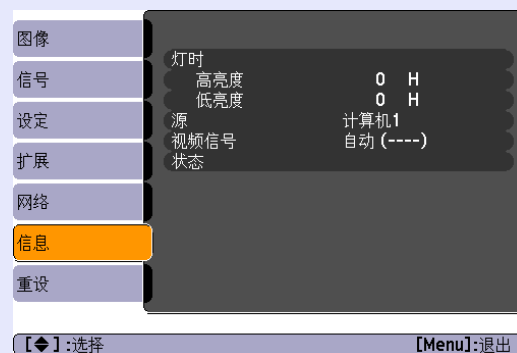 图像
信号
设定
扩展
网络
信息
重设
灯时
高亮度 0 H
低亮度 0 H
源 计算机1
视频信号 自动 (----)
状态
[◆]:选择 [Menu]:退出